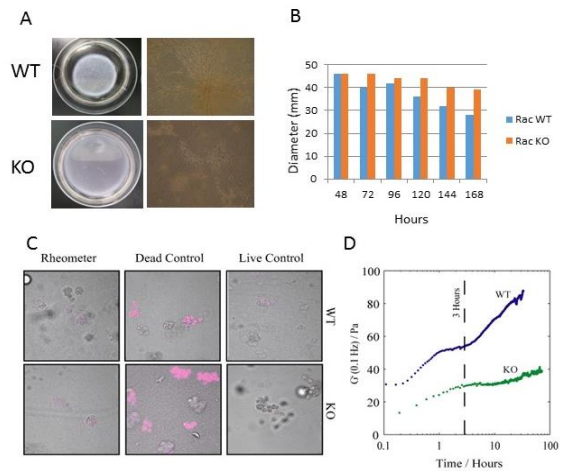 A
WT
KO
B
Diameter (mm)
50
40
30
20
10
0
48 72 96 120 144 168
Hours
Rac WT
Rac KO
C
Rheometer Dead Control Live Control
WT
KO
D
G' (0.1 Hz) / Pa
100
80
60
40
20
0
3 Hours
WT
KO
0.1 1 10 100
Time / Hours